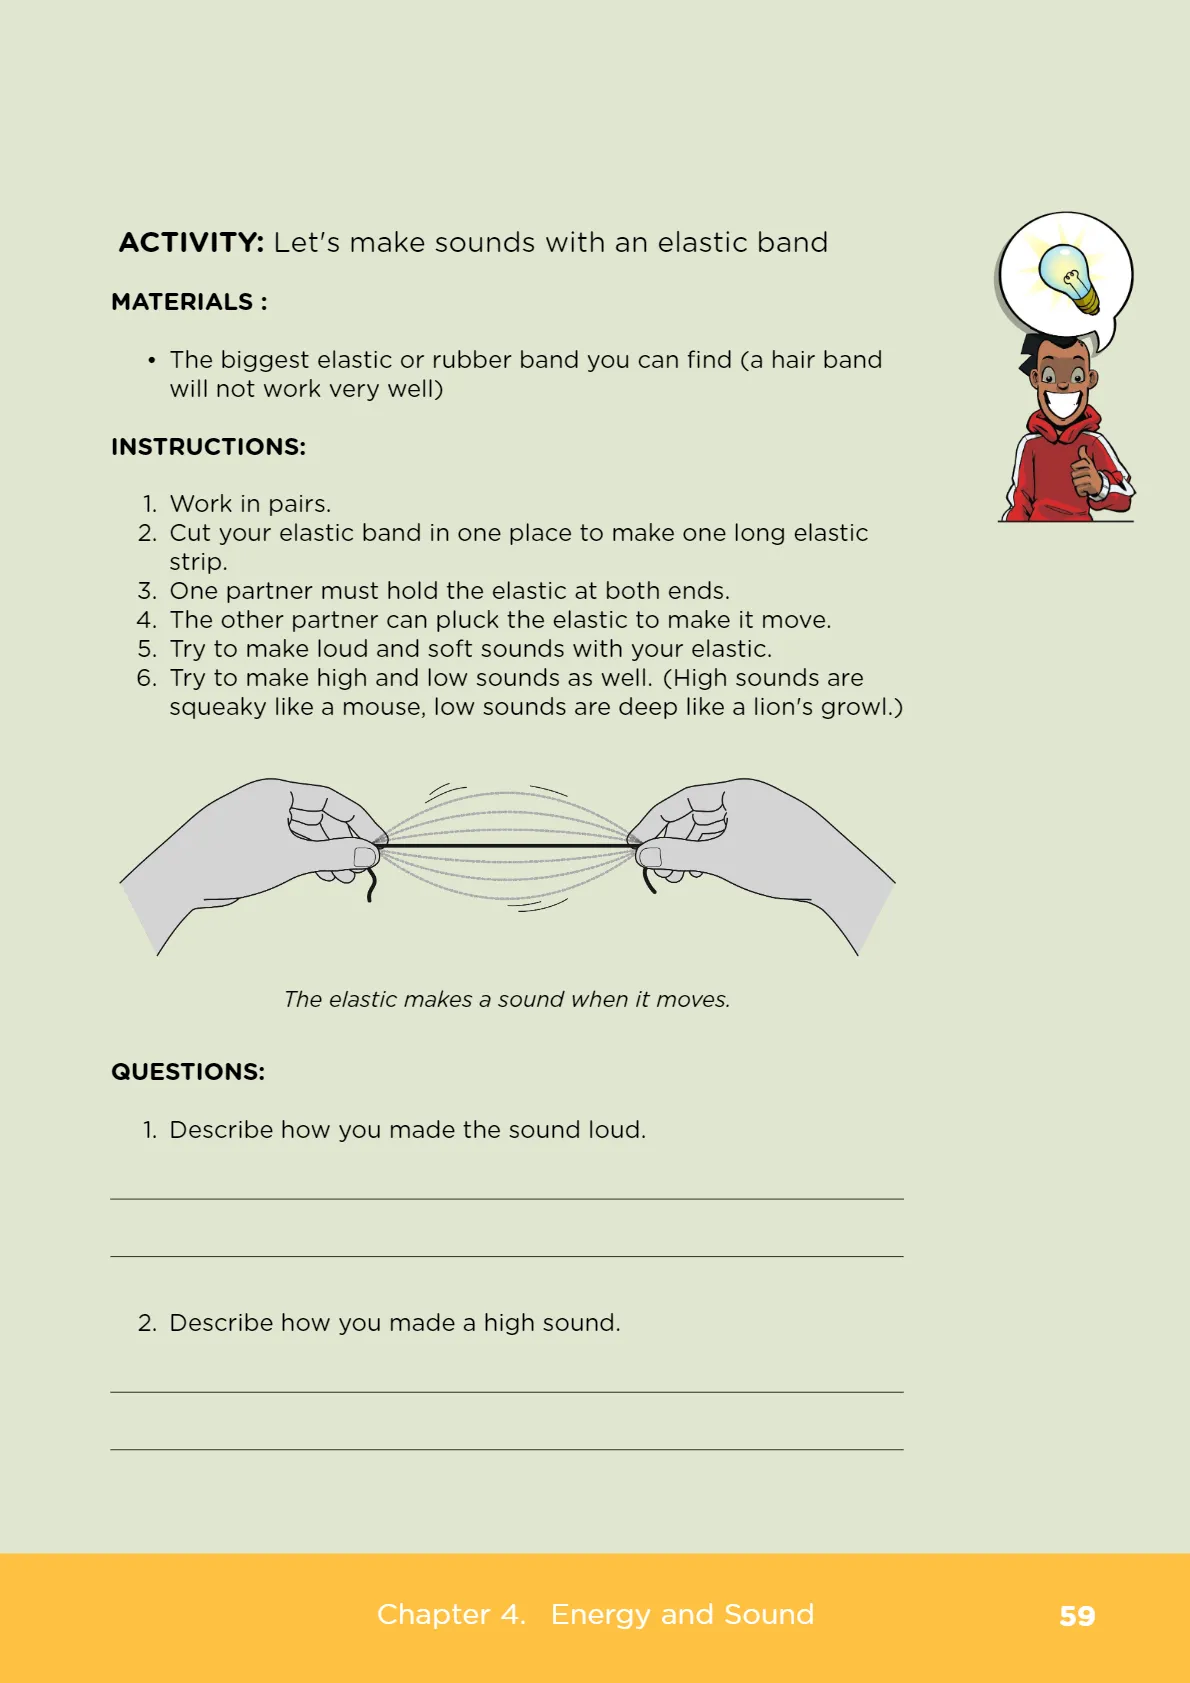 ACTIVITY: Let's make sounds with an elastic band
MATERIALS :
• The biggest elastic or rubber band you can find (a hair band
will not work very well)
INSTRUCTIONS:
1. Work in pairs.
2. Cut your elastic band in one place to make one long elastic
strip.
3. One partner must hold the elastic at both ends.
4. The other partner can pluck the elastic to make it move.
5. Try to make loud and soft sounds with your elastic.
6. Try to make high and low sounds as well. (High sounds are
squeaky like a mouse, low sounds are deep like a lion's growl.)
The elastic makes a sound when it moves.
QUESTIONS:
1. Describe how you made the sound loud.
2. Describe how you made a high sound.
Chapter 4. Energy and Sound
59